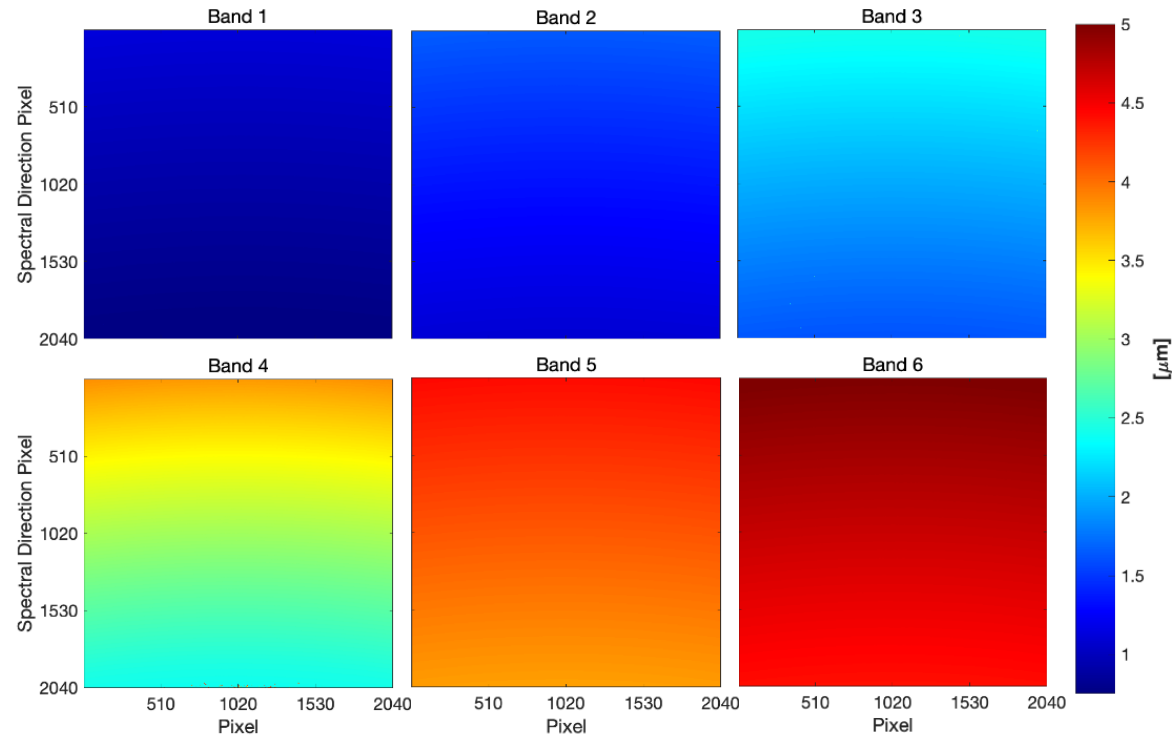 Band 1
Band 2
Band 3
Spectral Direction Pixel
510
1020
1530
2040
Band 4
Band 5
Band 6
Spectral Direction Pixel
510
1020
1530
2040
510 1020 1530 2040
Pixel
510 1020 1530 2040
Pixel
510 1020 1530 2040
Pixel
5
4.5
4
3.5
3
2.5
2
1.5
1
[μm]